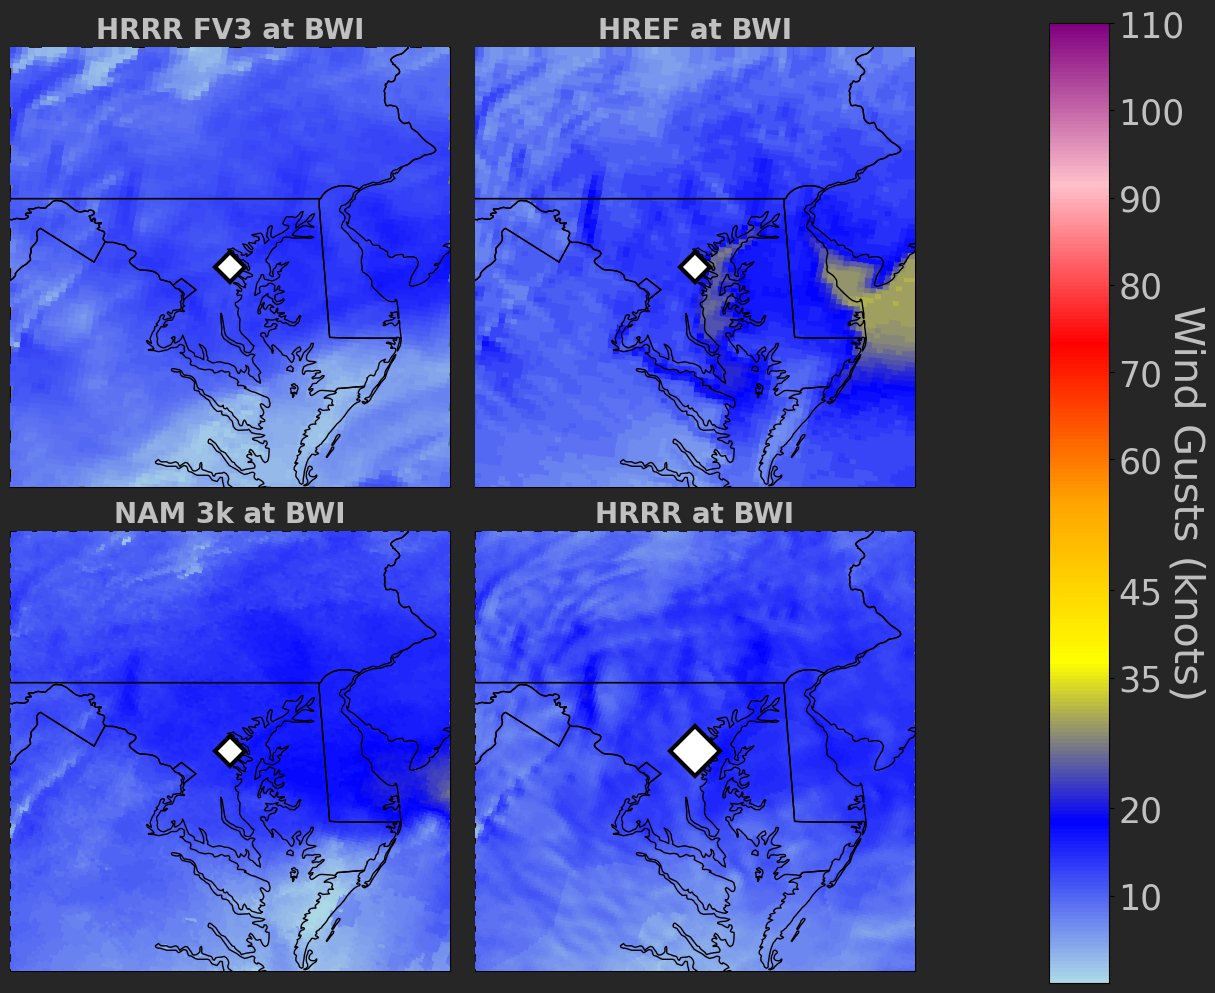 HRRR FV3 at BWI
HREF at BWI
NAM 3k at BWI
HRRR at BWI
110
100
90
80
70
60
45
35
20
10
Wind Gusts (knots)